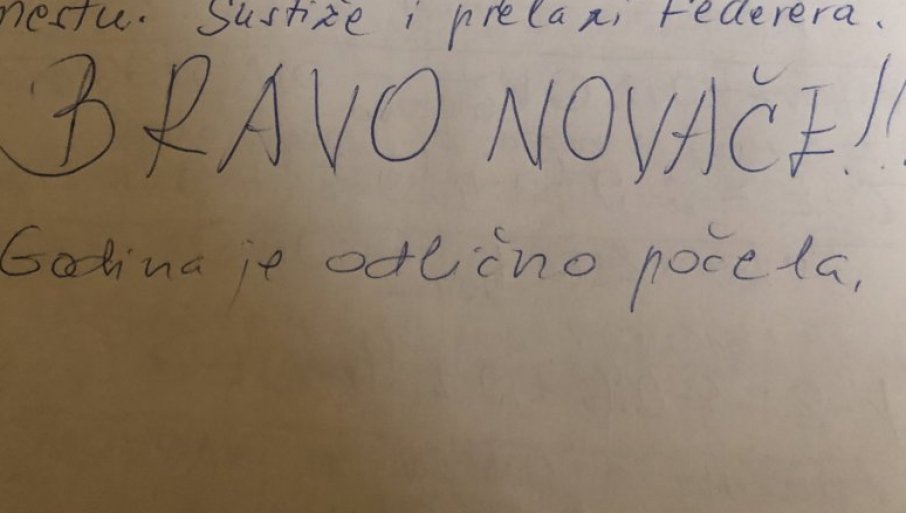 mestu. Sustiže i prelazi Federera.
BRAVO NOVAČE!!
Godina je odlično počela.